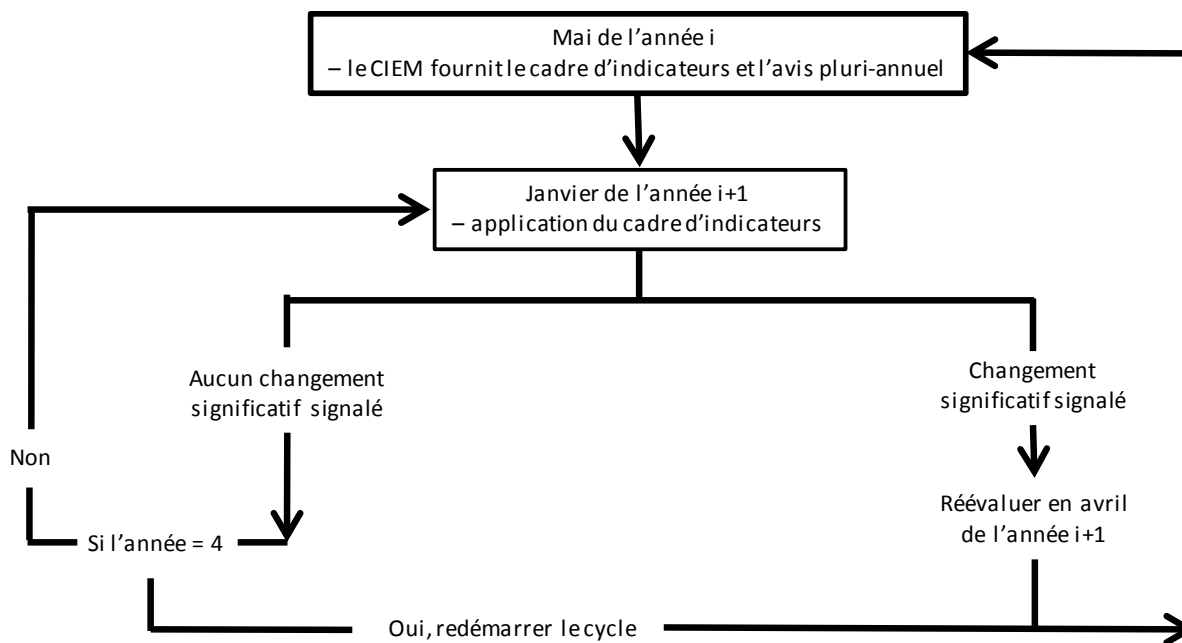 Mai de l'année i
– le CIEM fournit le cadre d'indicateurs et l'avis pluri-annuel
Janvier de l'année i+1
– application du cadre d'indicateurs
Aucun changement
significatif signalé
Changement
significatif signalé
Non
Réévaluer en avril
de l'année i+1
Si l'année = 4
Oui, redémarrer le cycle